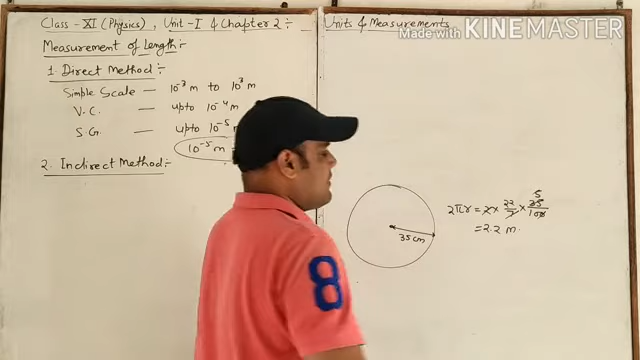 Class - XI (Physics), Unit - I & Chapter 2 :-
Units & Measurements
Made with KINEMASTER
Measurement of Length :-
1. Direct Method :-
Simple Scale — 10⁻³ m to 10³ m
V.C. — upto 10⁻⁴ m
S.G. — upto 10⁻⁵
10⁻⁵ m
2. Indirect Method :-
2πr = 2 × 22/7 × 35/100
5
= 2.2 m.
35 cm
8